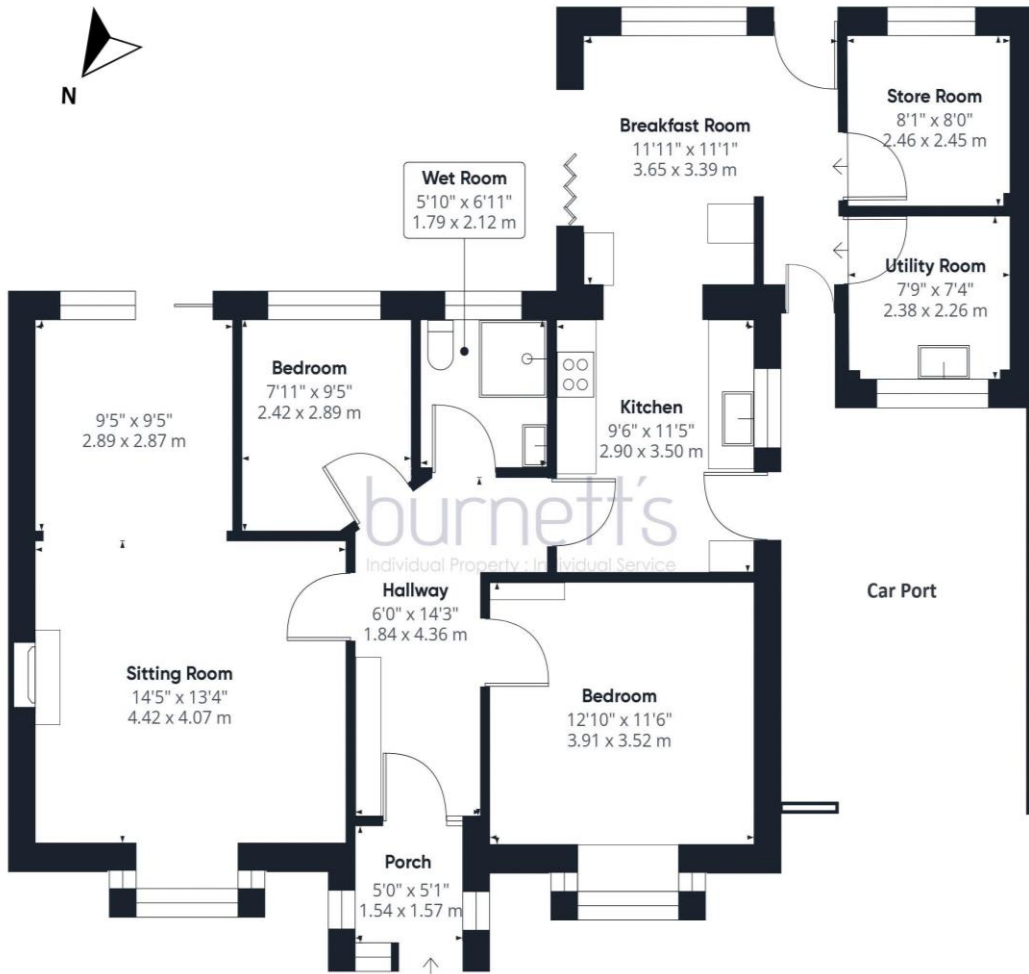 N
Store Room
8'1" x 8'0"
2.46 x 2.45 m
Breakfast Room
11'11" x 11'1"
3.65 x 3.39 m
Wet Room
5'10" x 6'11"
1.79 x 2.12 m
Utility Room
7'9" x 7'4"
2.38 x 2.26 m
Bedroom
7'11" x 9'5"
2.42 x 2.89 m
9'5" x 9'5"
2.89 x 2.87 m
Kitchen
9'6" x 11'5"
2.90 x 3.50 m
burnett's
Individual Property : Individual Service
Hallway
6'0" x 14'3"
1.84 x 4.36 m
Car Port
Sitting Room
14'5" x 13'4"
4.42 x 4.07 m
Bedroom
12'10" x 11'6"
3.91 x 3.52 m
Porch
5'0" x 5'1"
1.54 x 1.57 m